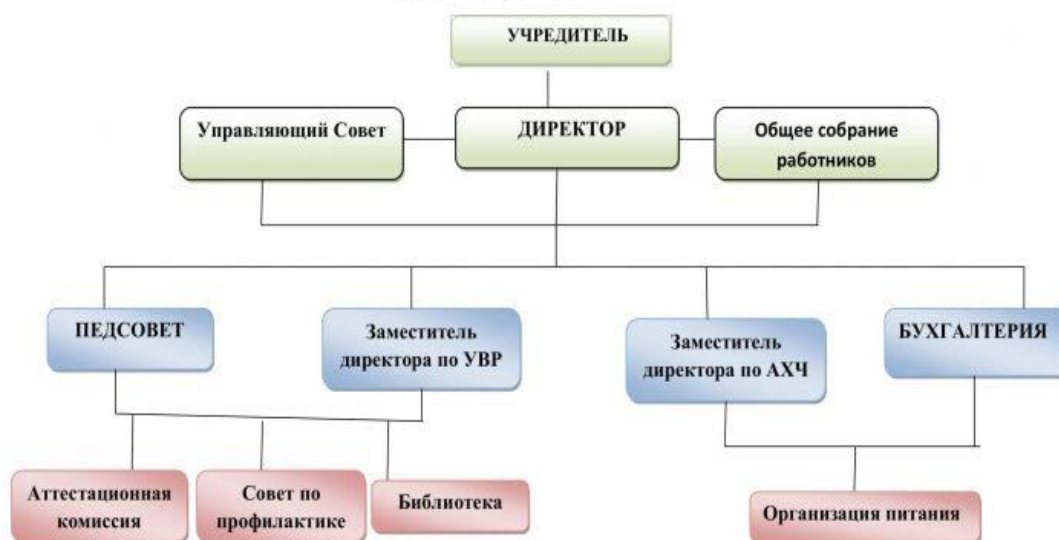 УЧРЕДИТЕЛЬ
Управляющий Совет
ДИРЕКТОР
Общее собрание
работников
ПЕДСОВЕТ
Заместитель
директора по УВР
Заместитель
директора по АХЧ
БУХГАЛТЕРИЯ
Аттестационная
комиссия
Совет по
профилактике
Библиотека
Организация питания